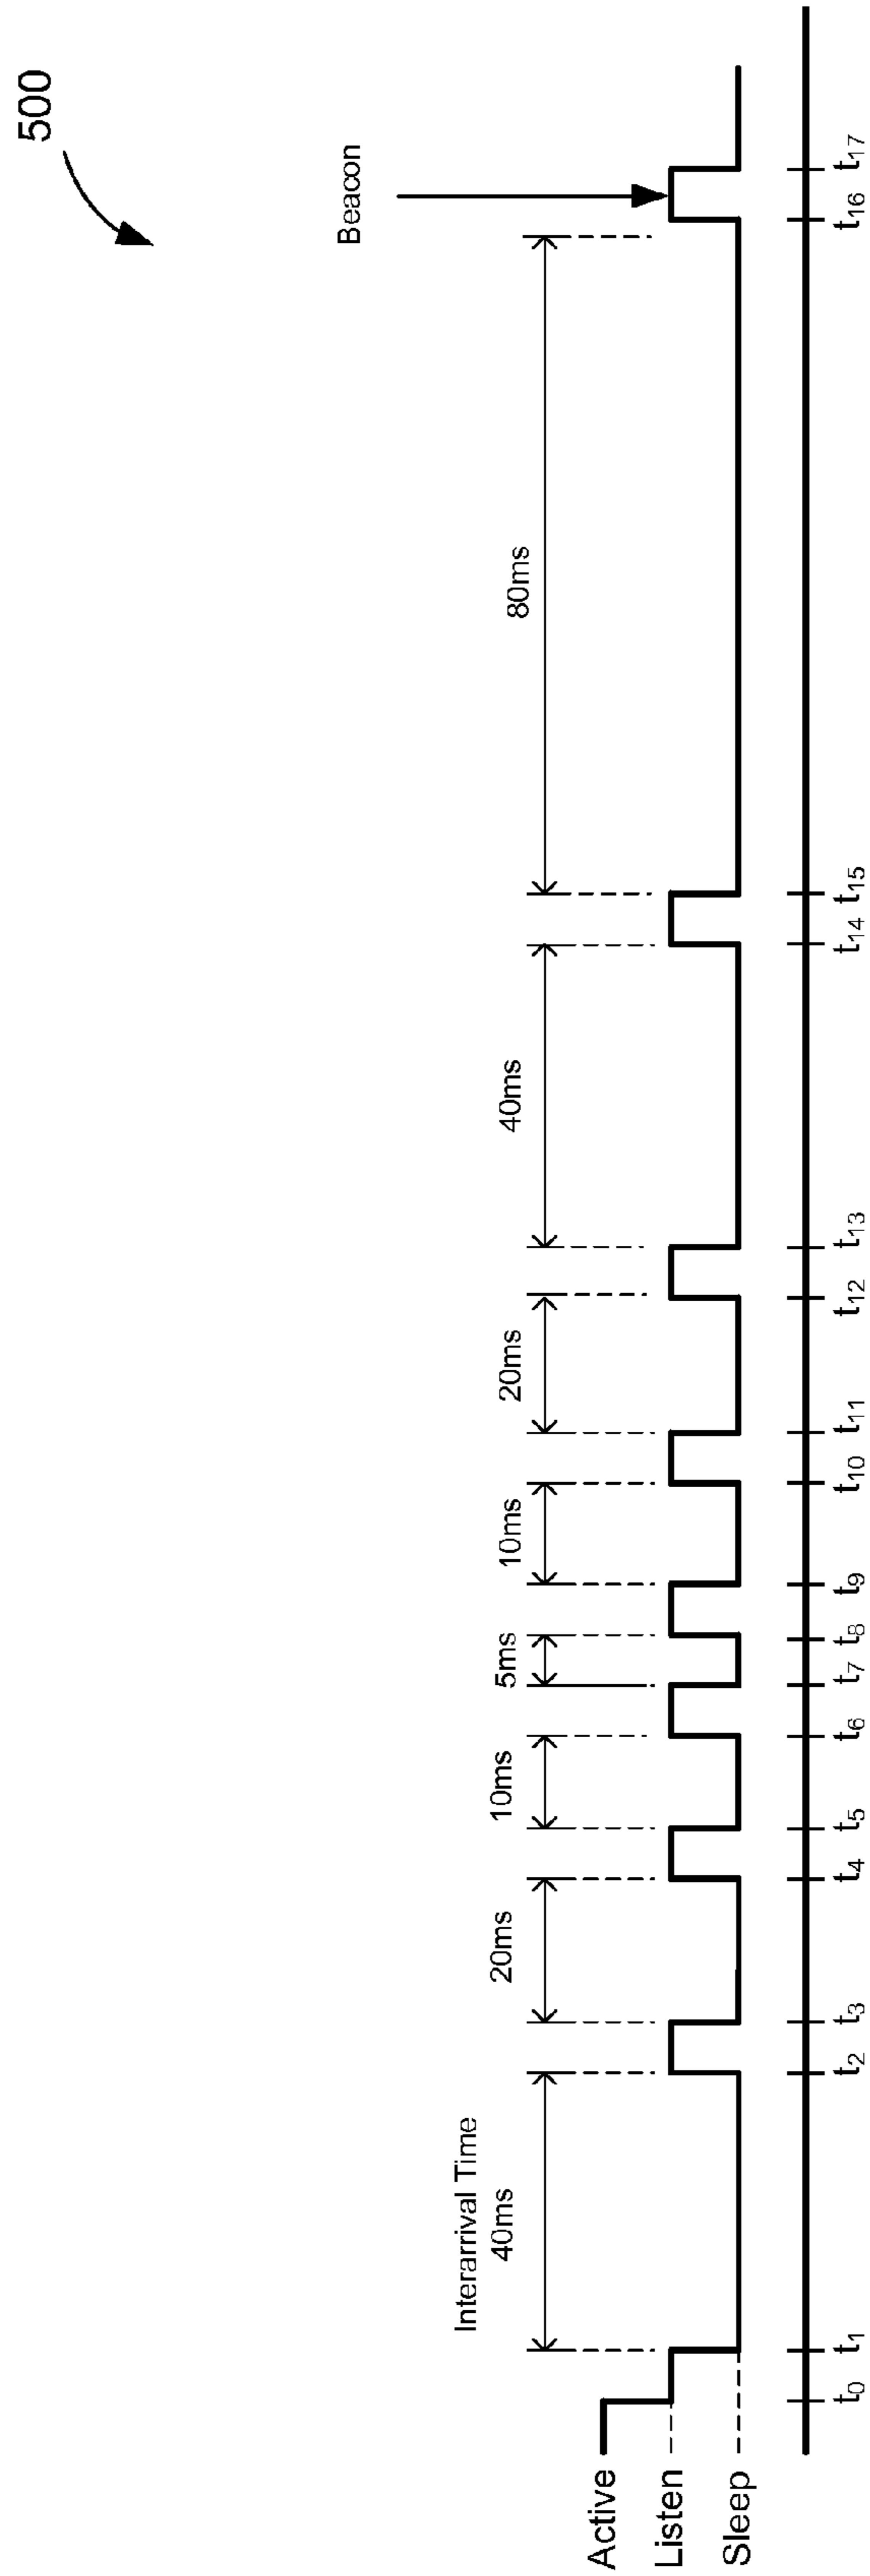 500
Beacon
Interarrival Time
40ms
20ms
10ms
5ms
10ms
20ms
40ms
80ms
Active
Listen
Sleep
t0 t1 t2 t3 t4 t5 t6 t7 t8 t9 t10 t11 t12 t13 t14 t15 t16 t17